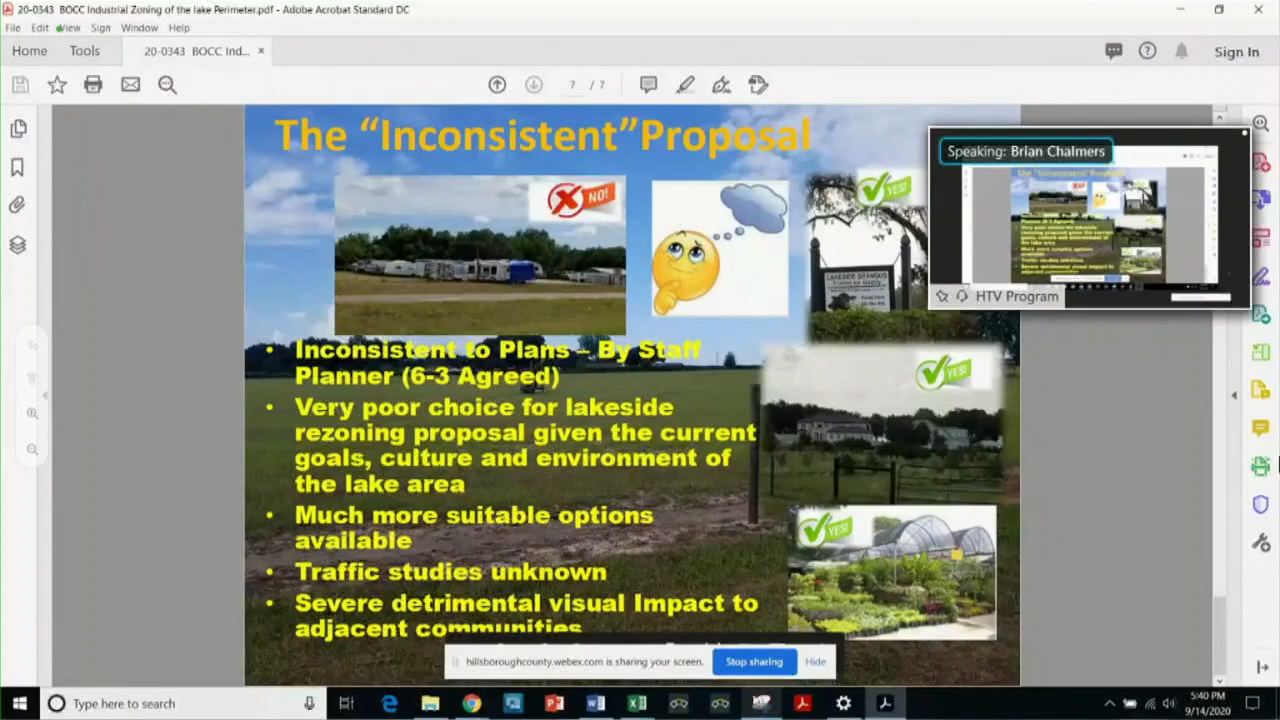 20-0343 BOCC Industrial Zoning of the lake Perimeter.pdf - Adobe Acrobat Standard DC
File Edit View Sign Window Help
Home Tools 20-0343 BOCC Ind... × Sign In
7 / 7
The “Inconsistent”Proposal
Speaking: Brian Chalmers
HTV Program
NO!
YES!
LAKESIDE
• Inconsistent to Plans – By Staff
Planner (6-3 Agreed)
YES!
• Very poor choice for lakeside
rezoning proposal given the current
goals, culture and environment of
the lake area
• Much more suitable options
available
YES!
• Traffic studies unknown
• Severe detrimental visual Impact to
adjacent communities
hillsboroughcounty.webex.com is sharing your screen. Stop sharing Hide
Type here to search
5:40 PM
9/14/2020